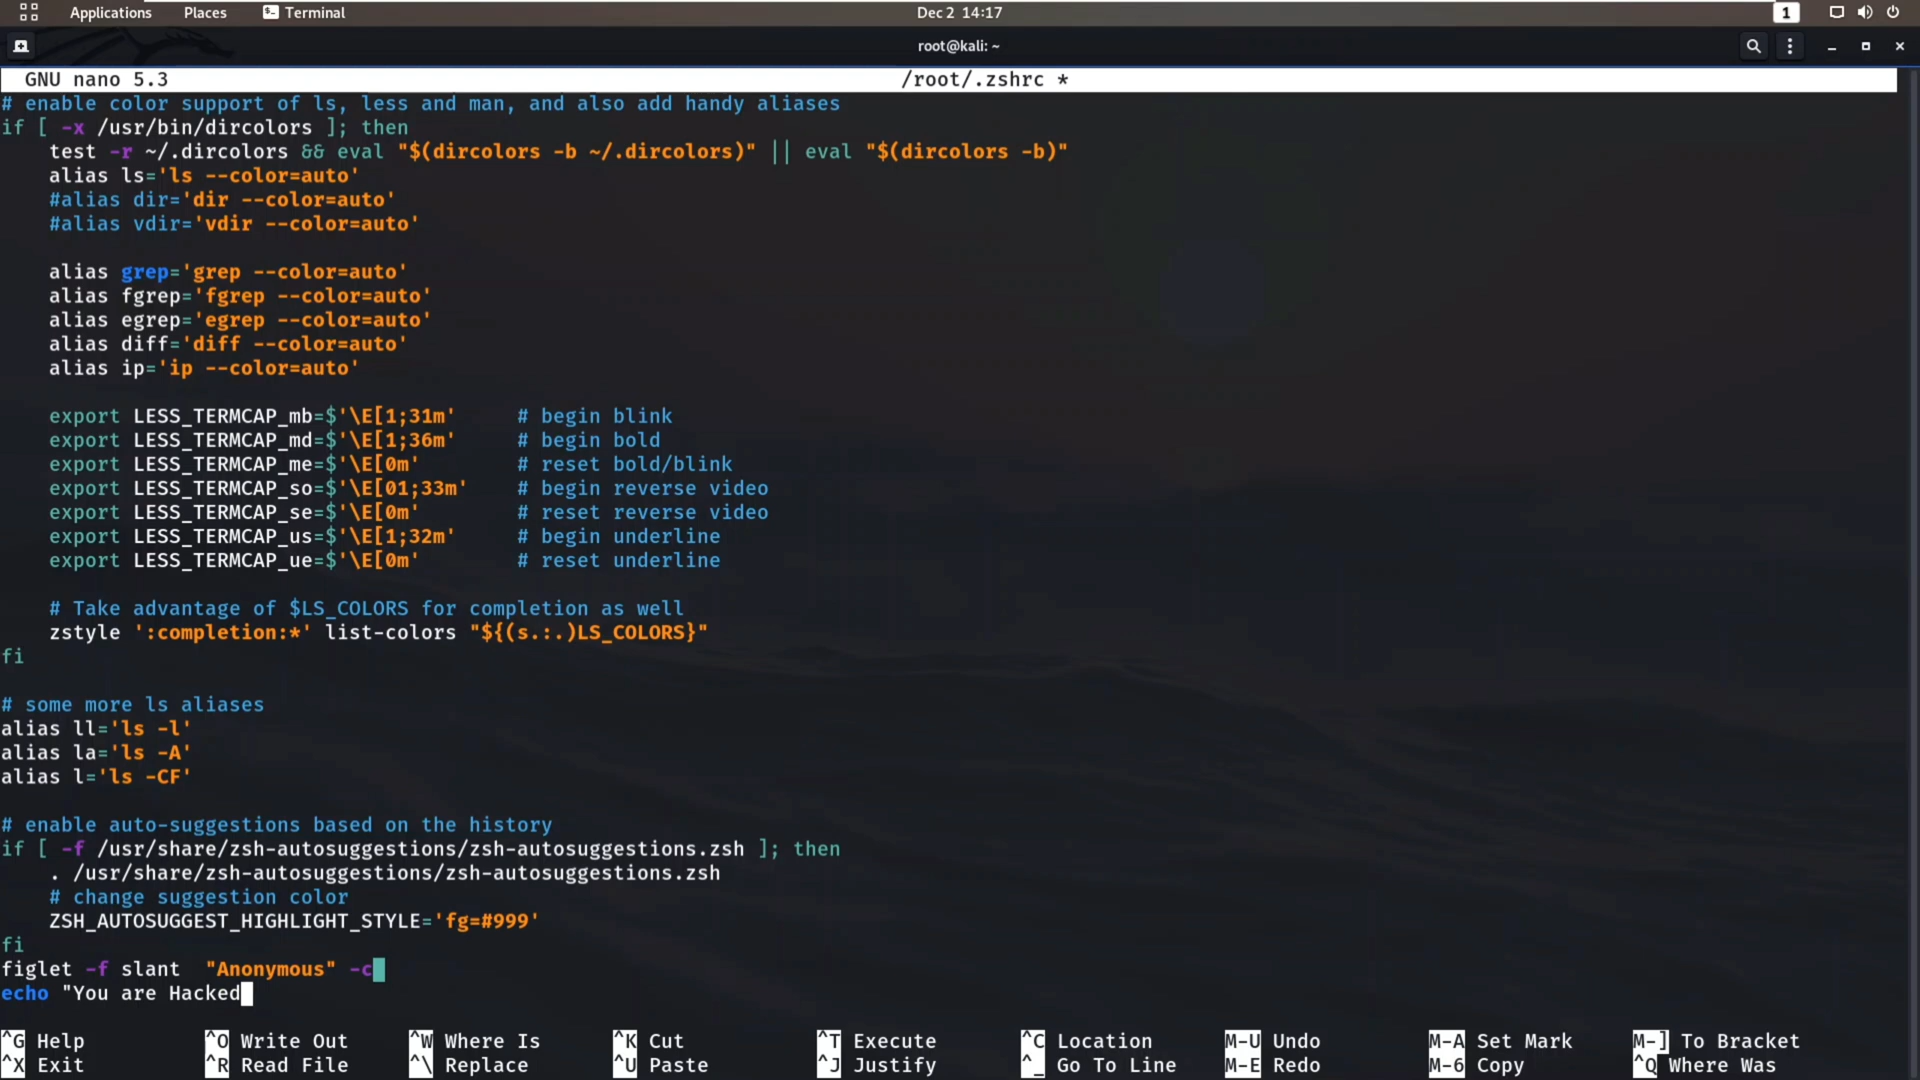 Applications Places Terminal Dec 2 14:17 1
root@kali: ~
GNU nano 5.3 /root/.zshrc *
# enable color support of ls, less and man, and also add handy aliases
if [ -x /usr/bin/dircolors ]; then
    test -r ~/.dircolors && eval "$(dircolors -b ~/.dircolors)" || eval "$(dircolors -b)"
    alias ls='ls --color=auto'
    #alias dir='dir --color=auto'
    #alias vdir='vdir --color=auto'

    alias grep='grep --color=auto'
    alias fgrep='fgrep --color=auto'
    alias egrep='egrep --color=auto'
    alias diff='diff --color=auto'
    alias ip='ip --color=auto'

    export LESS_TERMCAP_mb=$'\E[1;31m'     # begin blink
    export LESS_TERMCAP_md=$'\E[1;36m'     # begin bold
    export LESS_TERMCAP_me=$'\E[0m'        # reset bold/blink
    export LESS_TERMCAP_so=$'\E[01;33m'    # begin reverse video
    export LESS_TERMCAP_se=$'\E[0m'        # reset reverse video
    export LESS_TERMCAP_us=$'\E[1;32m'     # begin underline
    export LESS_TERMCAP_ue=$'\E[0m'        # reset underline

    # Take advantage of $LS_COLORS for completion as well
    zstyle ':completion:*' list-colors "${(s.:.)LS_COLORS}"
fi

# some more ls aliases
alias ll='ls -l'
alias la='ls -A'
alias l='ls -CF'

# enable auto-suggestions based on the history
if [ -f /usr/share/zsh-autosuggestions/zsh-autosuggestions.zsh ]; then
    . /usr/share/zsh-autosuggestions/zsh-autosuggestions.zsh
    # change suggestion color
    ZSH_AUTOSUGGEST_HIGHLIGHT_STYLE='fg=#999'
fi
figlet -f slant  "Anonymous" -c
echo "You are Hacked
^G Help ^O Write Out ^W Where Is ^K Cut ^T Execute ^C Location M-U Undo M-A Set Mark M-] To Bracket
^X Exit ^R Read File ^\ Replace ^U Paste ^J Justify ^_ Go To Line M-E Redo M-6 Copy ^Q Where Was